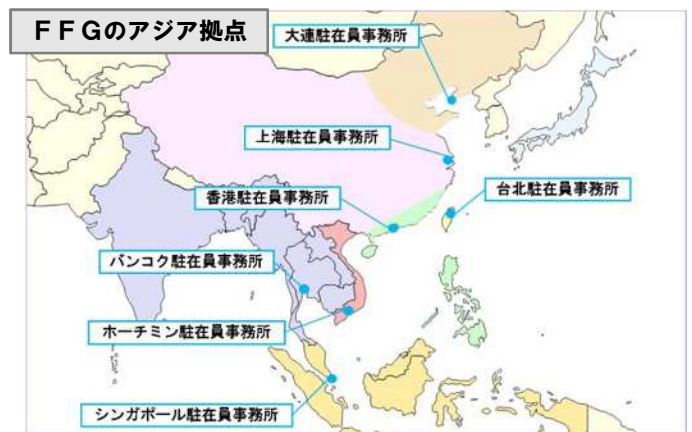 ＦＦＧのアジア拠点
大連駐在員事務所
上海駐在員事務所
香港駐在員事務所
台北駐在員事務所
バンコク駐在員事務所
ホーチミン駐在員事務所
シンガポール駐在員事務所